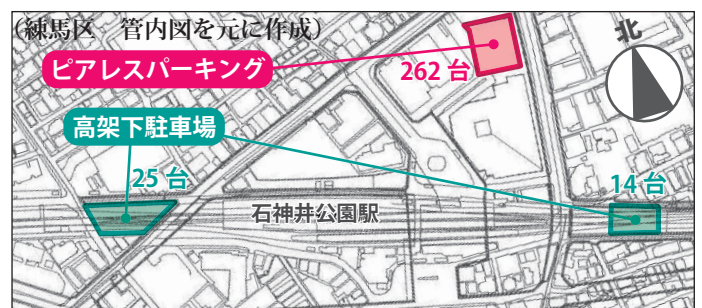 (練馬区　管内図を元に作成)
北
ピアレスパーキング
262 台
高架下駐車場
25 台
14 台
石神井公園駅